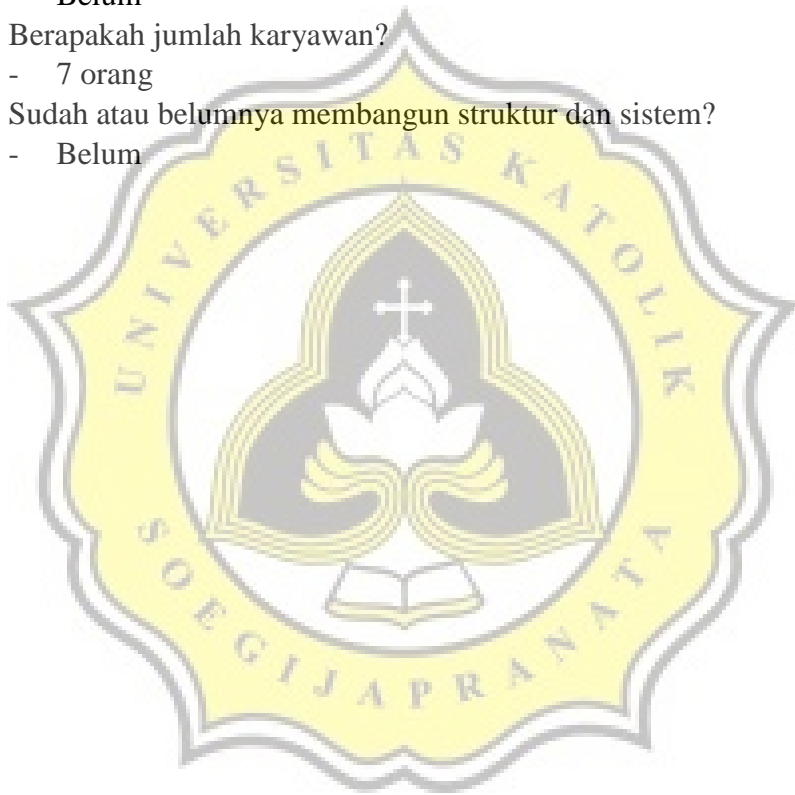 Belum
Berapakah jumlah karyawan?
- 7 orang
Sudah atau belumnya membangun struktur dan sistem?
- Belum
UNIVERSITAS KATOLIK
SOEGIJAPRANATA